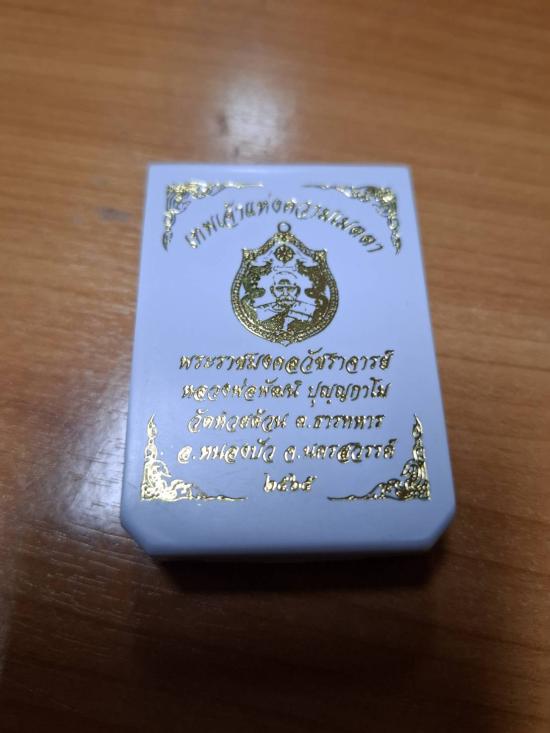 เทพเจ้าแห่งความเมตตา
พระราชมงคลวัชราจารย์
หลวงพ่อพัฒน์ ปุญฺญกาโม
วัดห้วยด้วน ต.ธารทหาร
อ.หนองบัว จ.นครสวรรค์
๒๕๖๕